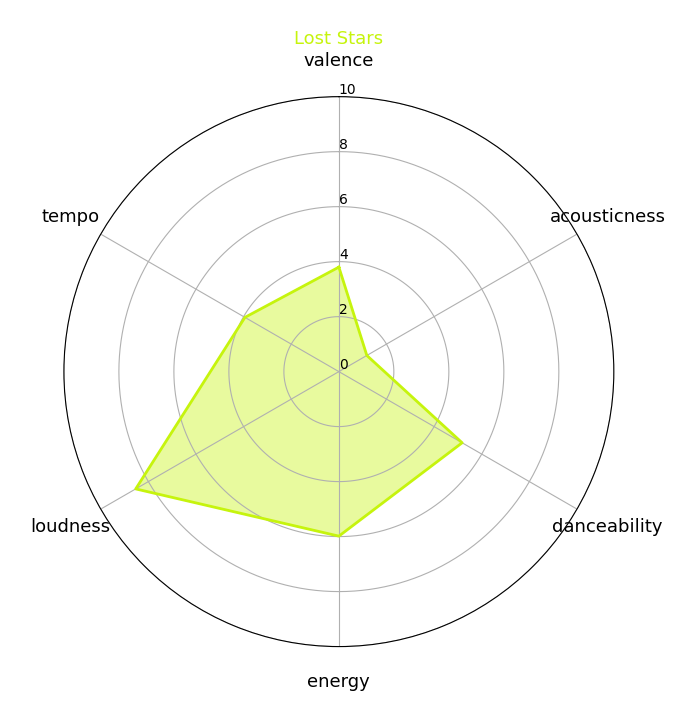 Lost Stars
valence
10
8
6
4
2
0
tempo
acousticness
loudness
danceability
energy